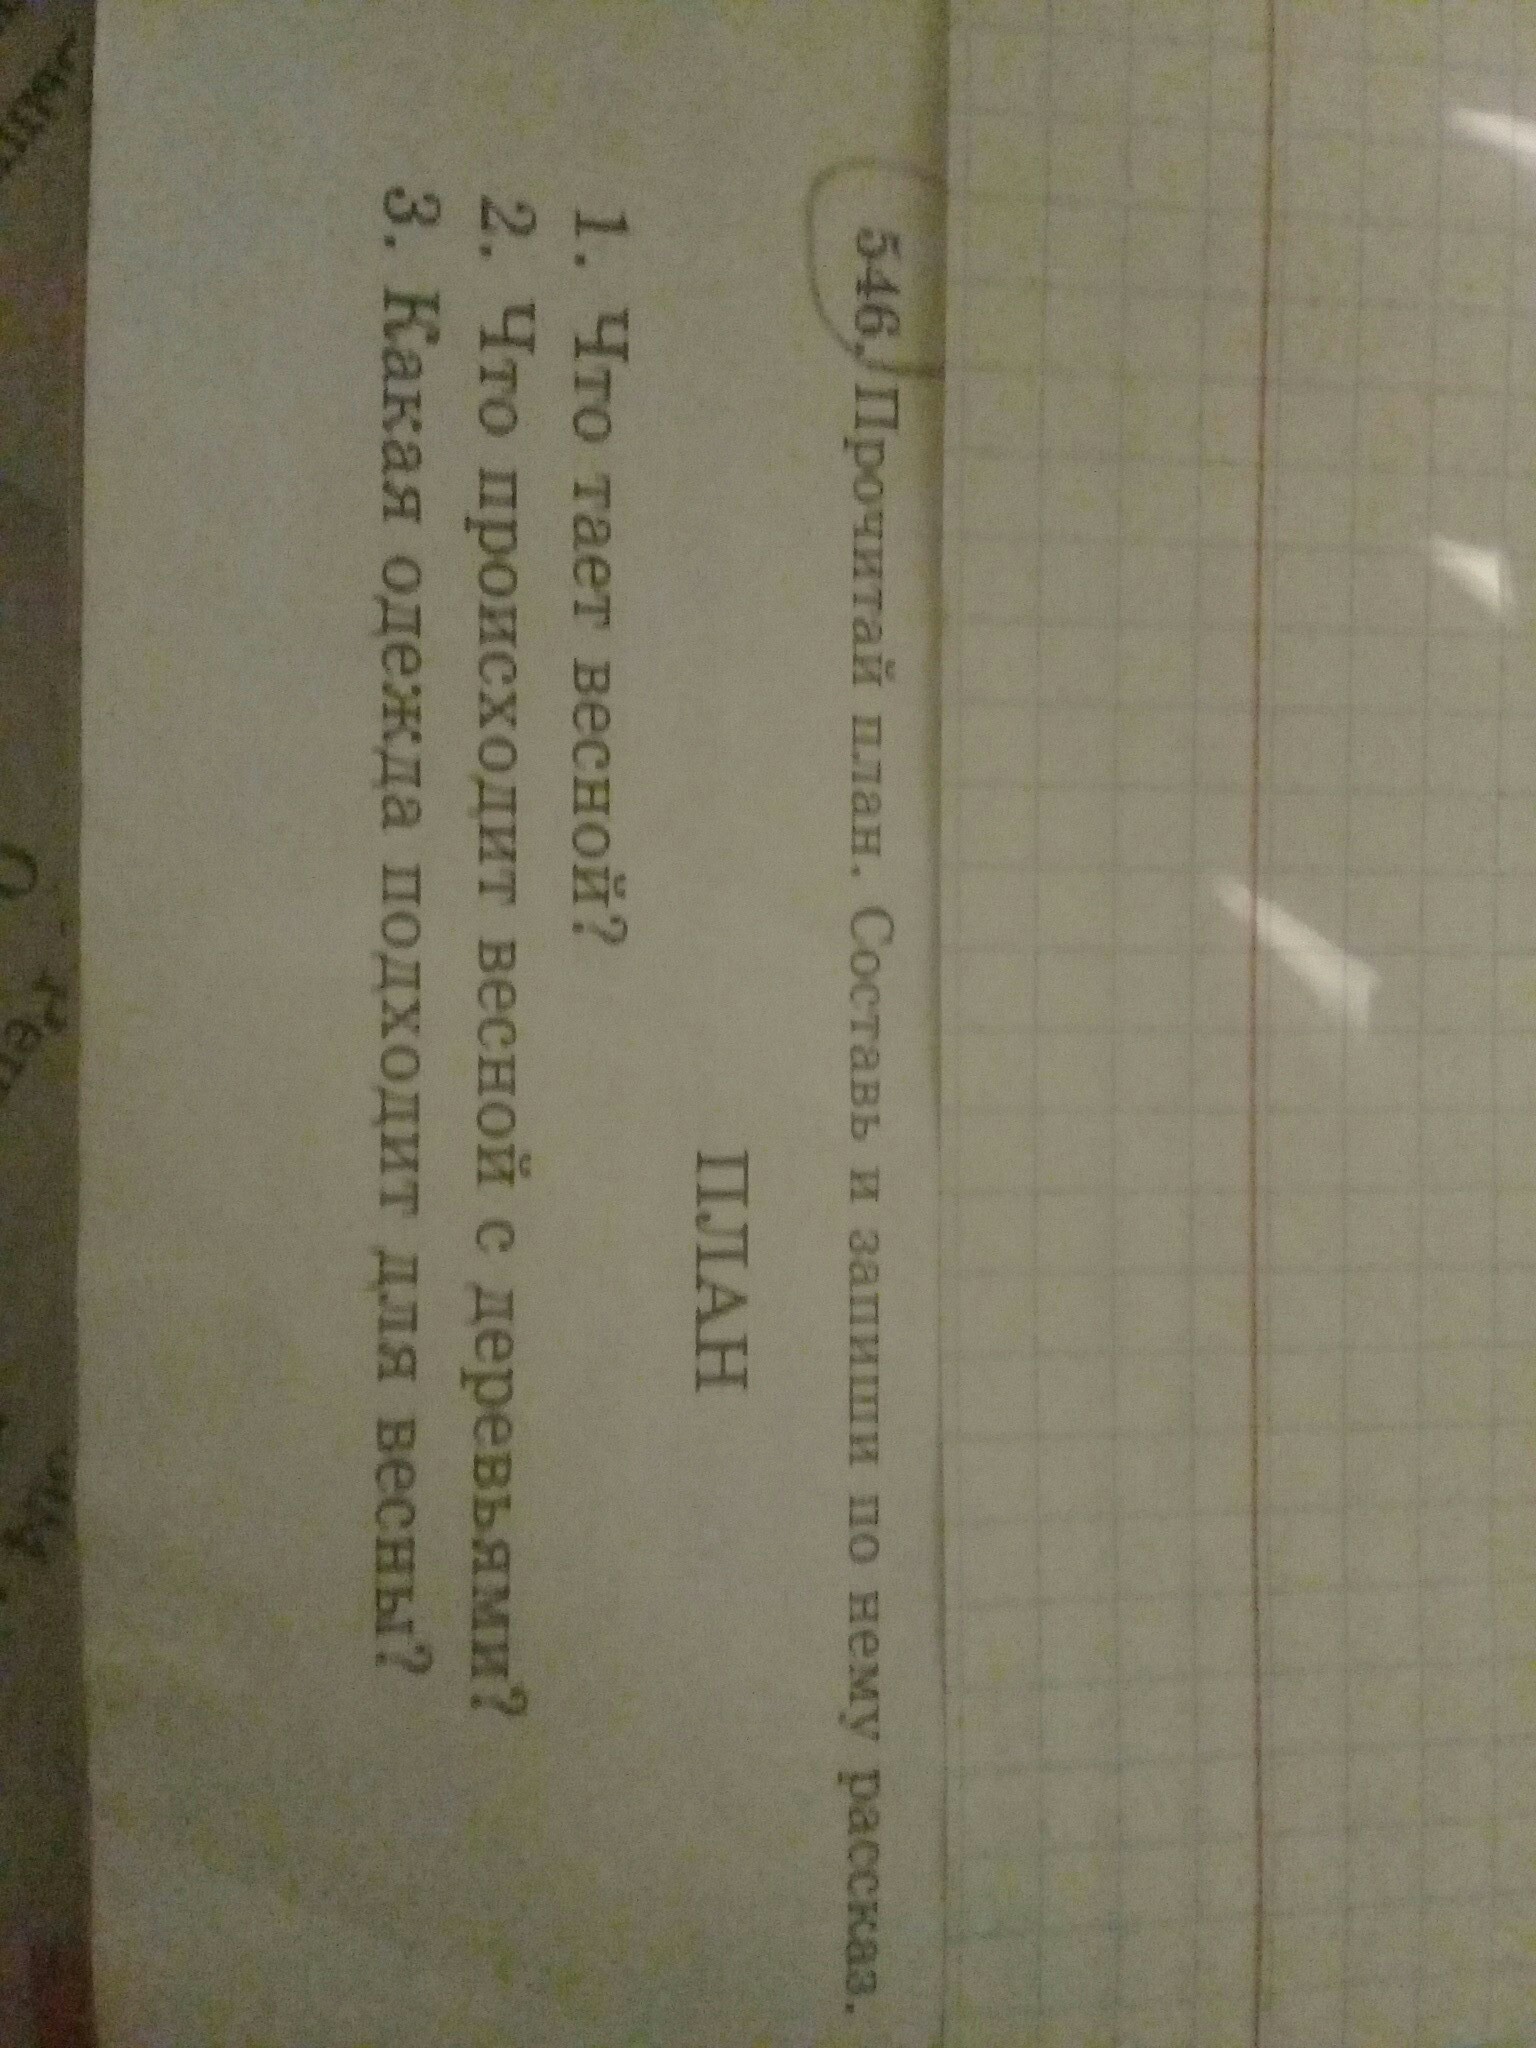 546. Прочитай план. Составь и запиши по нему рассказ.
ПЛАН
1. Что тает весной?
2. Что происходит весной с деревьями?
3. Какая одежда подходит для весны?